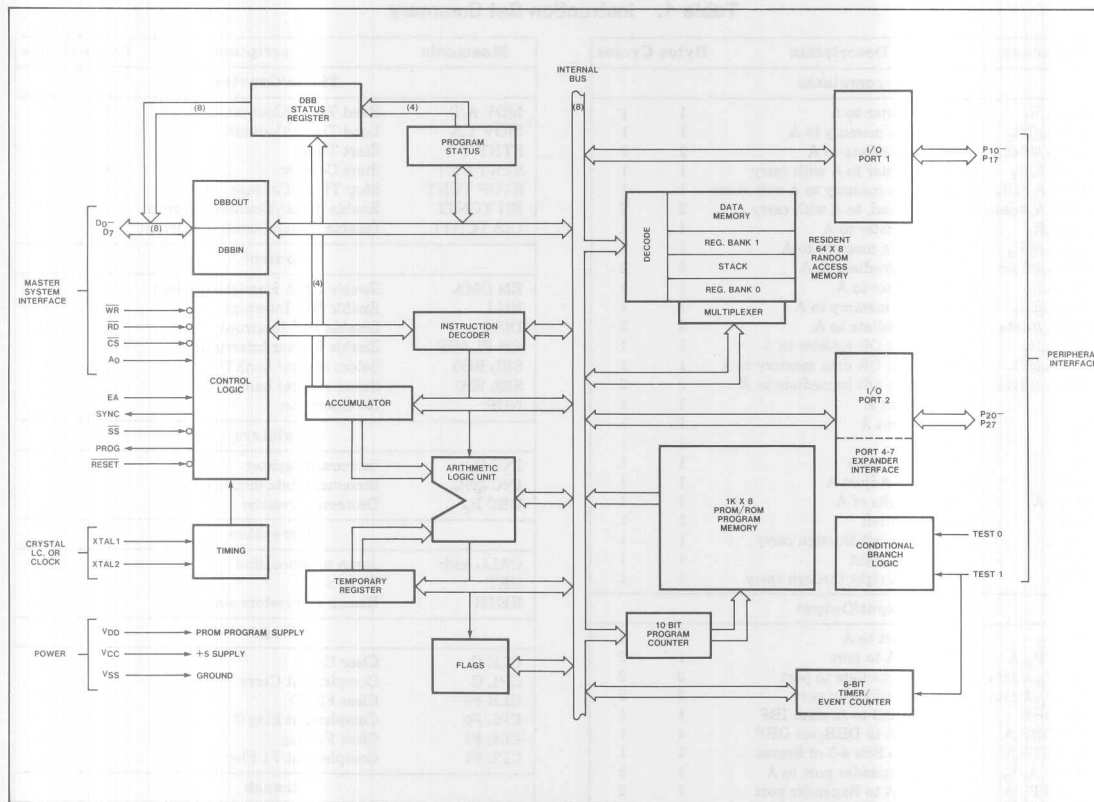 Table 1. Instruction Set Summary
INTERNAL
BUS
(8)
(8)
DBB
STATUS
REGISTER
(4)
PROGRAM STATUS
I/O
PORT 1
P10–
P17
DBBOUT
DBBIN
D0–
D7
(8)
DECODE
DATA
MEMORY
REG. BANK 1
STACK
REG. BANK 0
MULTIPLEXER
RESIDENT
64 X 8
RANDOM
ACCESS
MEMORY
(4)
MASTER
SYSTEM
INTERFACE
WR
RD
CS
A0
EA
SYNC
SS
PROG
RESET
CONTROL
LOGIC
INSTRUCTION
DECODER
ACCUMULATOR
PERIPHERAL
INTERFACE
I/O
PORT 2
PORT 4-7
EXPANDER
INTERFACE
P20–
P27
ARITHMETIC
LOGIC UNIT
1K X 8
PROM/ROM
PROGRAM
MEMORY
CONDITIONAL
BRANCH
LOGIC
TEST 0
TEST 1
CRYSTAL
LC, OR
CLOCK
XTAL1
XTAL2
TIMING
TEMPORARY
REGISTER
10 BIT
PROGRAM
COUNTER
POWER
VDD
PROM PROGRAM SUPPLY
VCC
+5 SUPPLY
VSS
GROUND
FLAGS
8-BIT
TIMER/
EVENT COUNTER